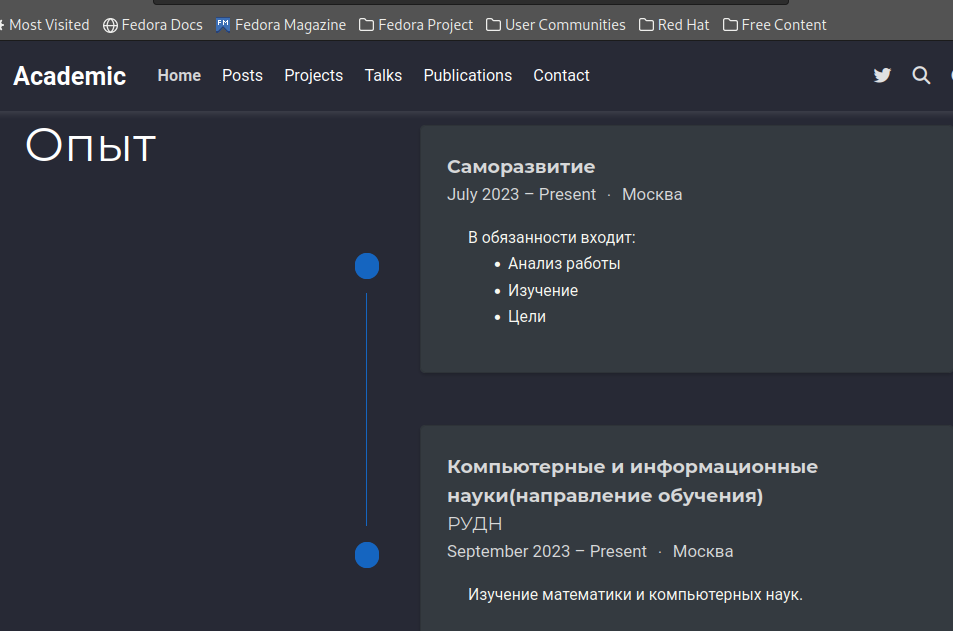 Most Visited Fedora Docs FM Fedora Magazine Fedora Project User Communities Red Hat Free Content
Academic Home Posts Projects Talks Publications Contact
Опыт
Саморазвитие
July 2023 – Present · Москва
В обязанности входит:
• Анализ работы
• Изучение
• Цели
Компьютерные и информационные
науки(направление обучения)
РУДН
September 2023 – Present · Москва
Изучение математики и компьютерных наук.